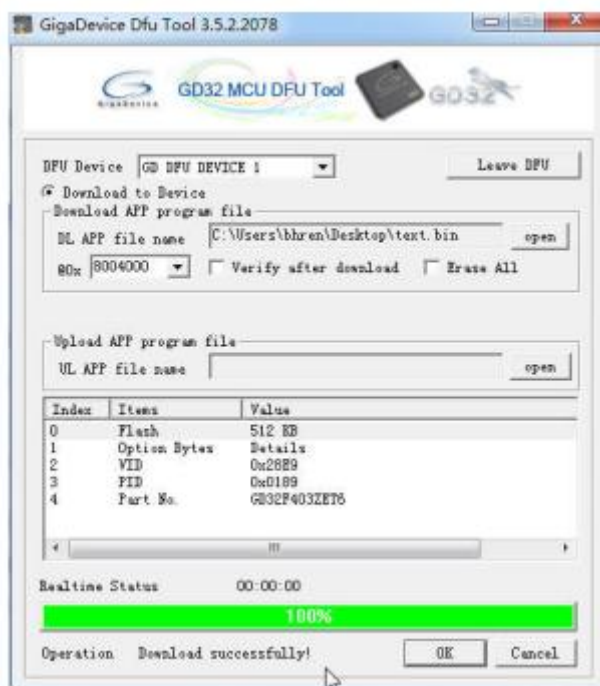 GigaDevice Dfu Tool 3.5.2.2078
GigaDevice GD32 MCU DFU Tool GD32
DFU Device GD DFU DEVICE 1 Leave DFU
Download to Device
Download APP program file
DL APP file name C:\Users\bhren\Desktop\text.bin open
@0x 8004000 Verify after download Erase All
Upload APP program file
UL APP file name open
Index Items Value
0 Flash 512 KB
1 Option Bytes Details
2 VID 0x28E9
3 PID 0x0189
4 Part No. GD32F403ZET6
Realtime Status 00:00:00
100%
Operation Download successfully! OK Cancel